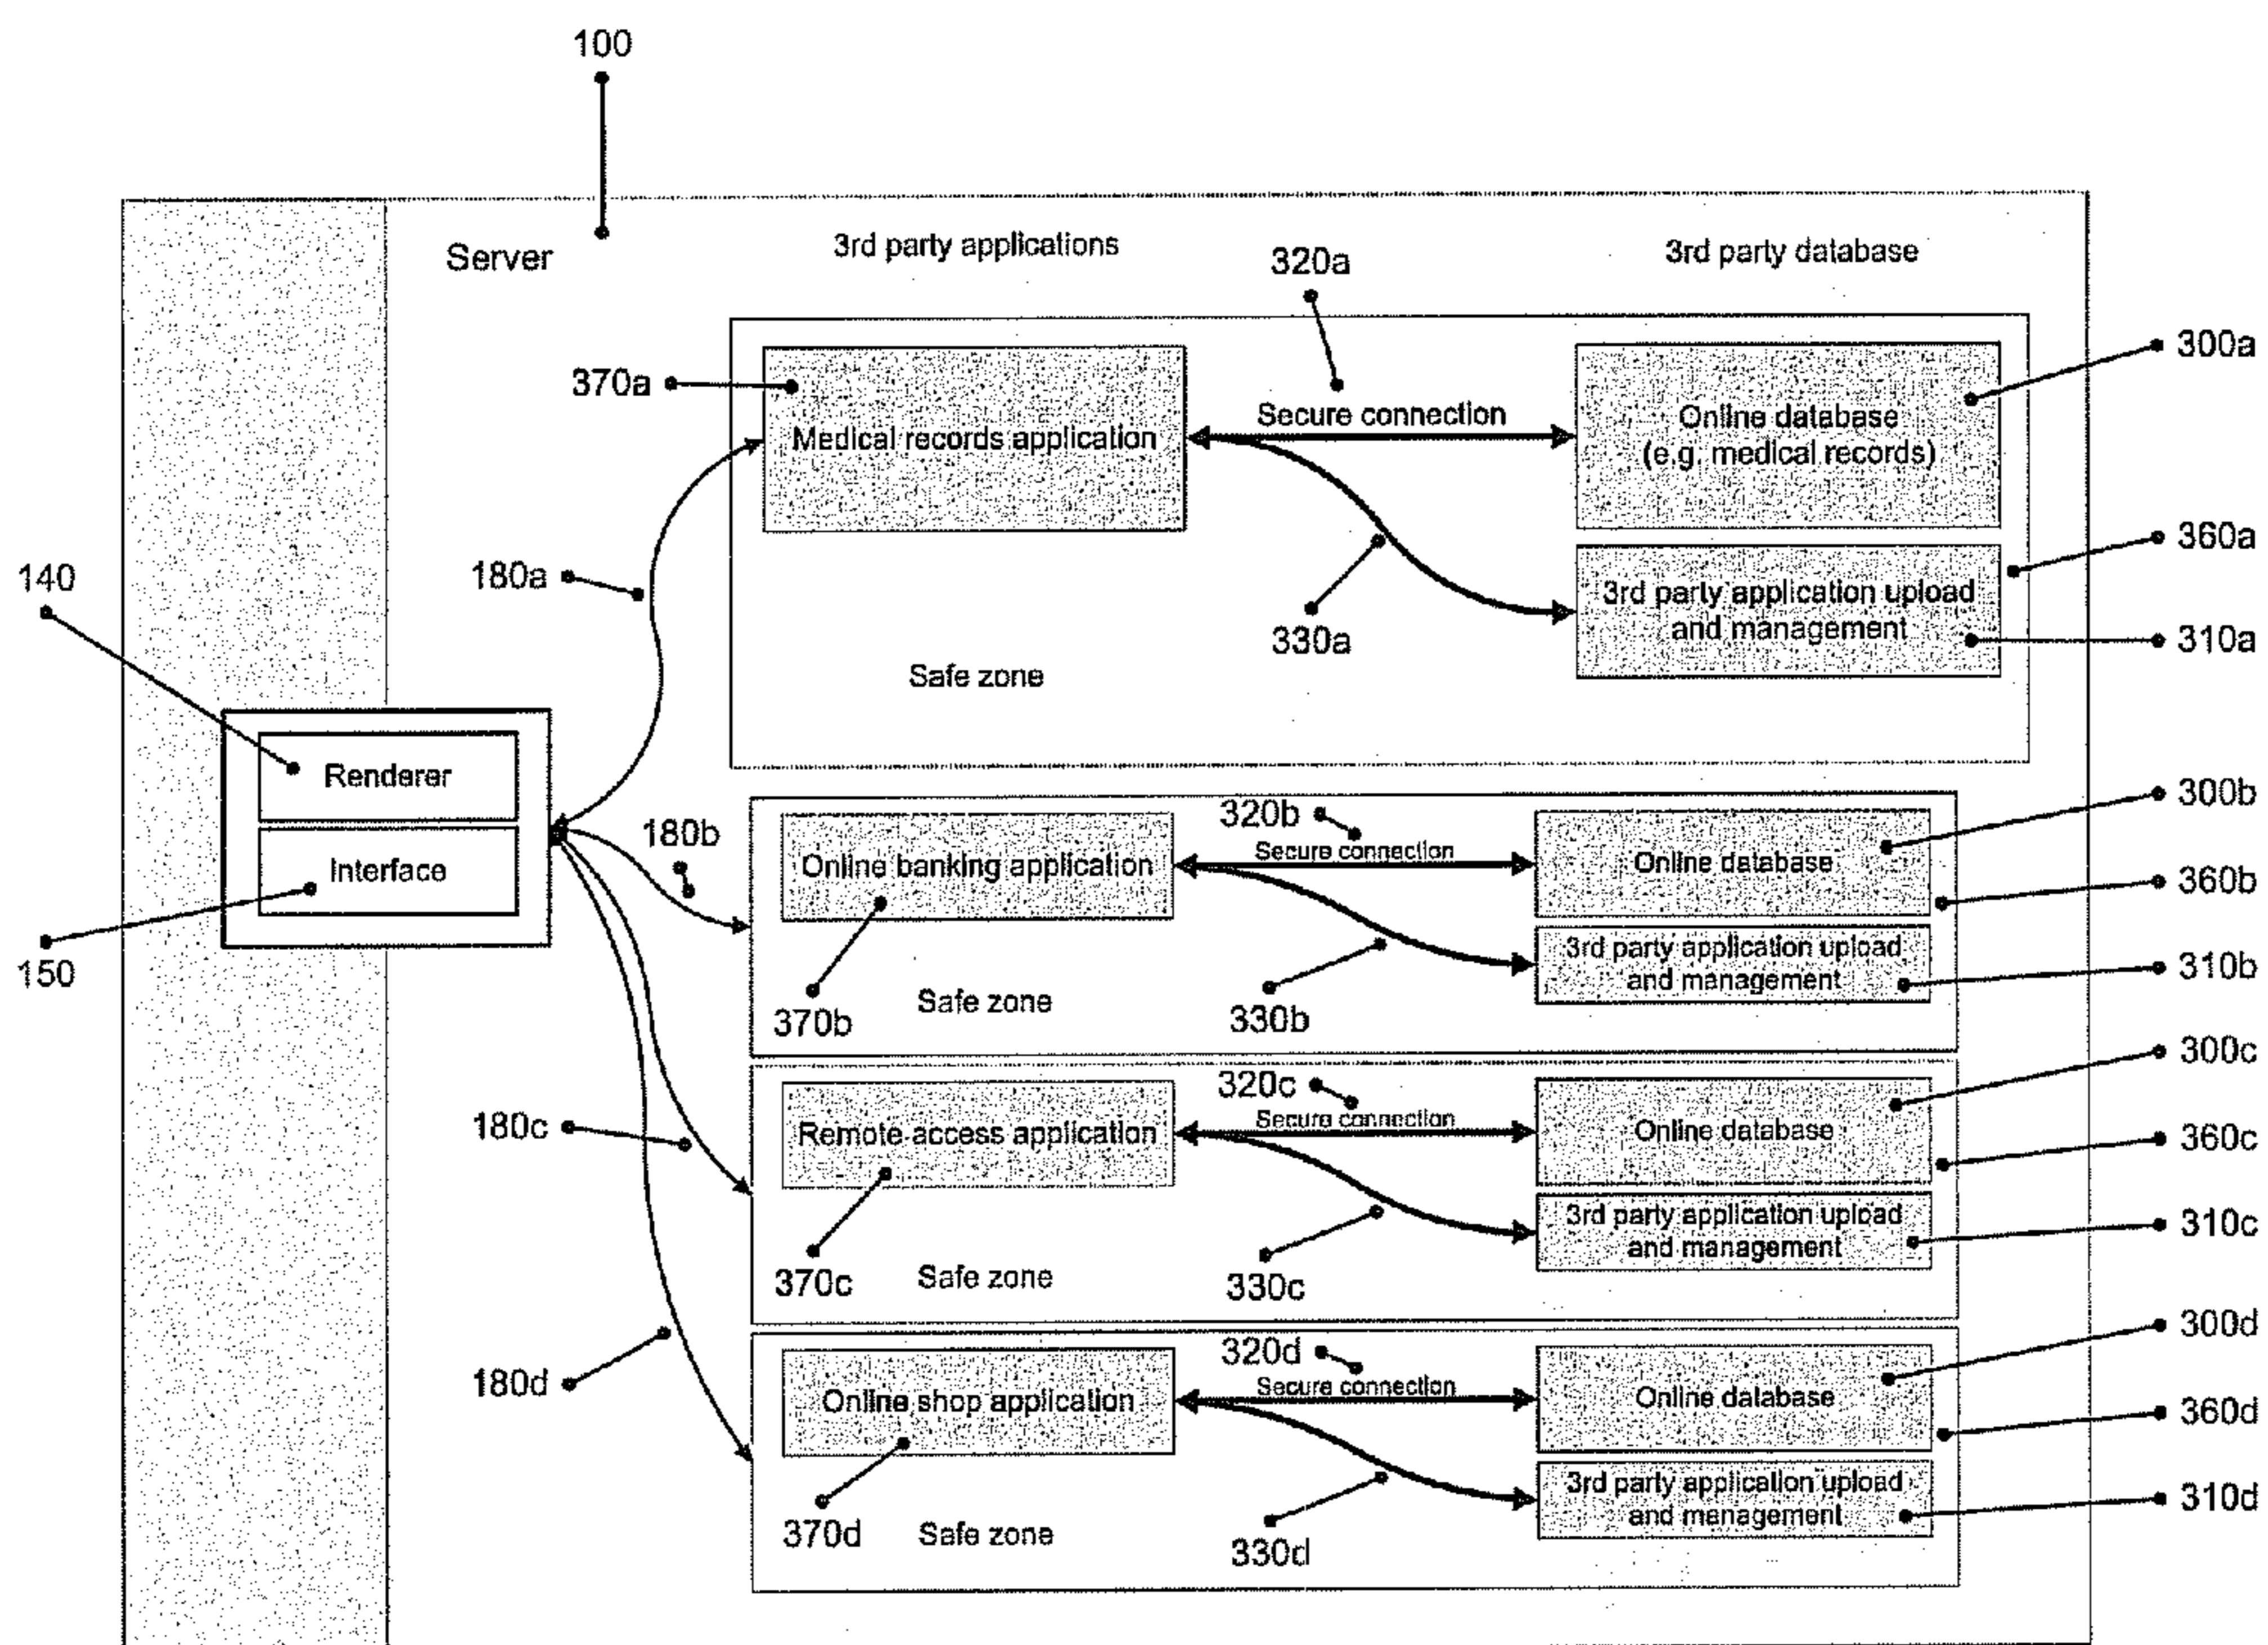 100
Server
3rd party applications
3rd party database
320a
300a
370a
Secure connection
Medical records application
Online database
(e.g. medical records)
360a
180a
140
3rd party application upload
and management
330a
310a
Safe zone
Renderer
Interface
150
180b
320b
300b
Secure connection
Online banking application
Online database
360b
3rd party application upload
and management
310b
370b
Safe zone
330b
300c
320c
Secure connection
180c
Remote access application
Online database
360c
3rd party application upload
and management
310c
370c
Safe zone
330c
300d
320d
180d
Secure connection
Online shop application
Online database
360d
3rd party application upload
and management
310d
370d
Safe zone
330d